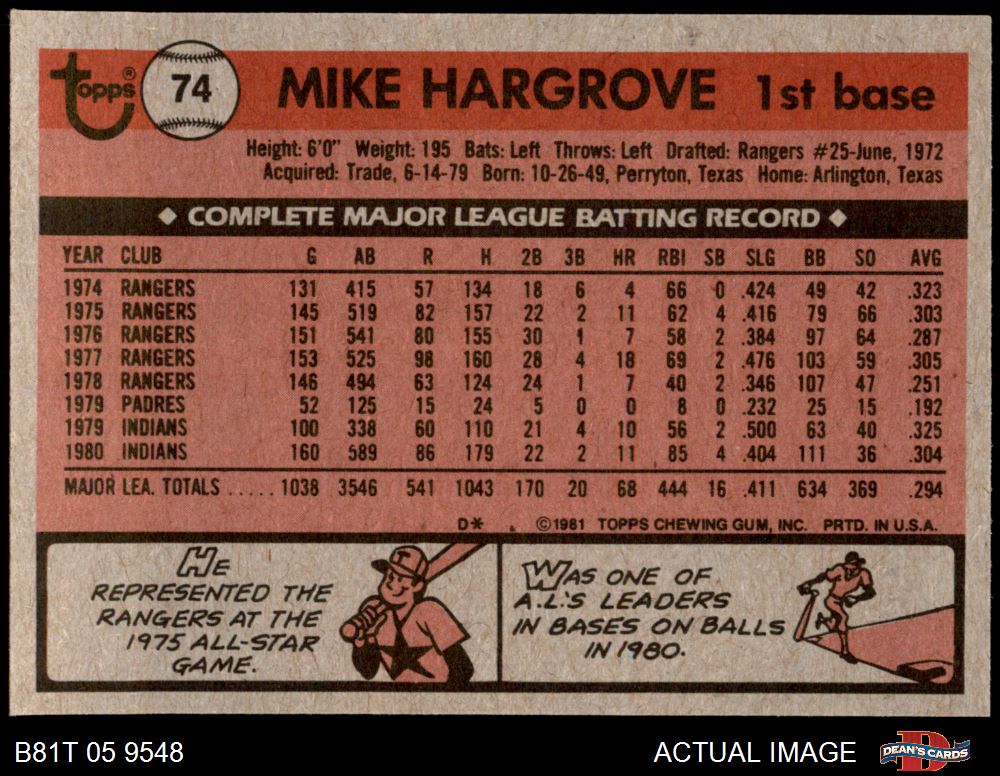 topps® 74 MIKE HARGROVE 1st base
Height: 6'0" Weight: 195 Bats: Left Throws: Left Drafted: Rangers #25-June, 1972
Acquired: Trade, 6-14-79 Born: 10-26-49, Perryton, Texas Home: Arlington, Texas
◆ COMPLETE MAJOR LEAGUE BATTING RECORD ◆
YEAR CLUB G AB R H 2B 3B HR RBI SB SLG BB SO AVG
1974 RANGERS 131 415 57 134 18 6 4 66 0 .424 49 42 .323
1975 RANGERS 145 519 82 157 22 2 11 62 4 .416 79 66 .303
1976 RANGERS 151 541 80 155 30 1 7 58 2 .384 97 64 .287
1977 RANGERS 153 525 98 160 28 4 18 69 2 .476 103 59 .305
1978 RANGERS 146 494 63 124 24 1 7 40 2 .346 107 47 .251
1979 PADRES 52 125 15 24 5 0 0 8 0 .232 25 15 .192
1979 INDIANS 100 338 60 110 21 4 10 56 2 .500 63 40 .325
1980 INDIANS 160 589 86 179 22 2 11 85 4 .404 111 36 .304
MAJOR LEA. TOTALS ..... 1038 3546 541 1043 170 20 68 444 16 .411 634 369 .294
D* ©1981 TOPPS CHEWING GUM, INC. PRTD. IN U.S.A.
HE
REPRESENTED THE
RANGERS AT THE
1975 ALL-STAR
GAME.
T
WAS ONE OF
A.L.'S LEADERS
IN BASES ON BALLS
IN 1980.
B81T 05 9548 ACTUAL IMAGE DEAN'S CARDS